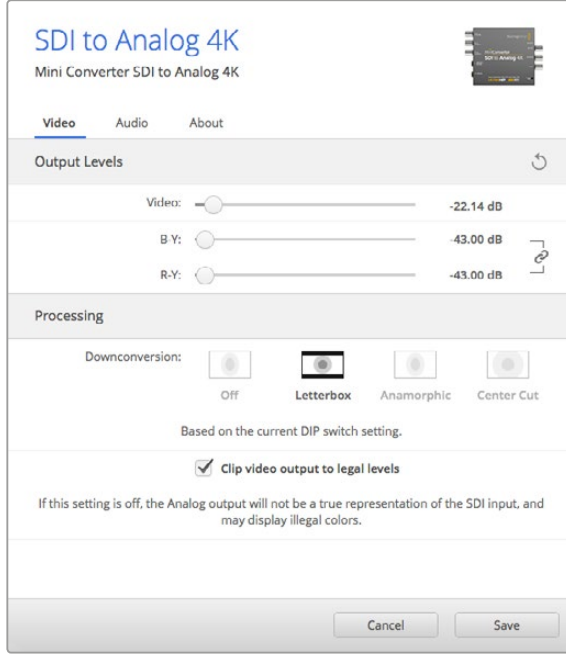 SDI to Analog 4K
Mini Converter SDI to Analog 4K
Video Audio About
Output Levels
Video: -22.14 dB
B-Y: -43.00 dB
R-Y: -43.00 dB
Processing
Downconversion:
Off Letterbox Anamorphic Center Cut
Based on the current DIP switch setting.
Clip video output to legal levels
If this setting is off, the Analog output will not be a true representation of the SDI input, and
may display illegal colors.
Cancel Save